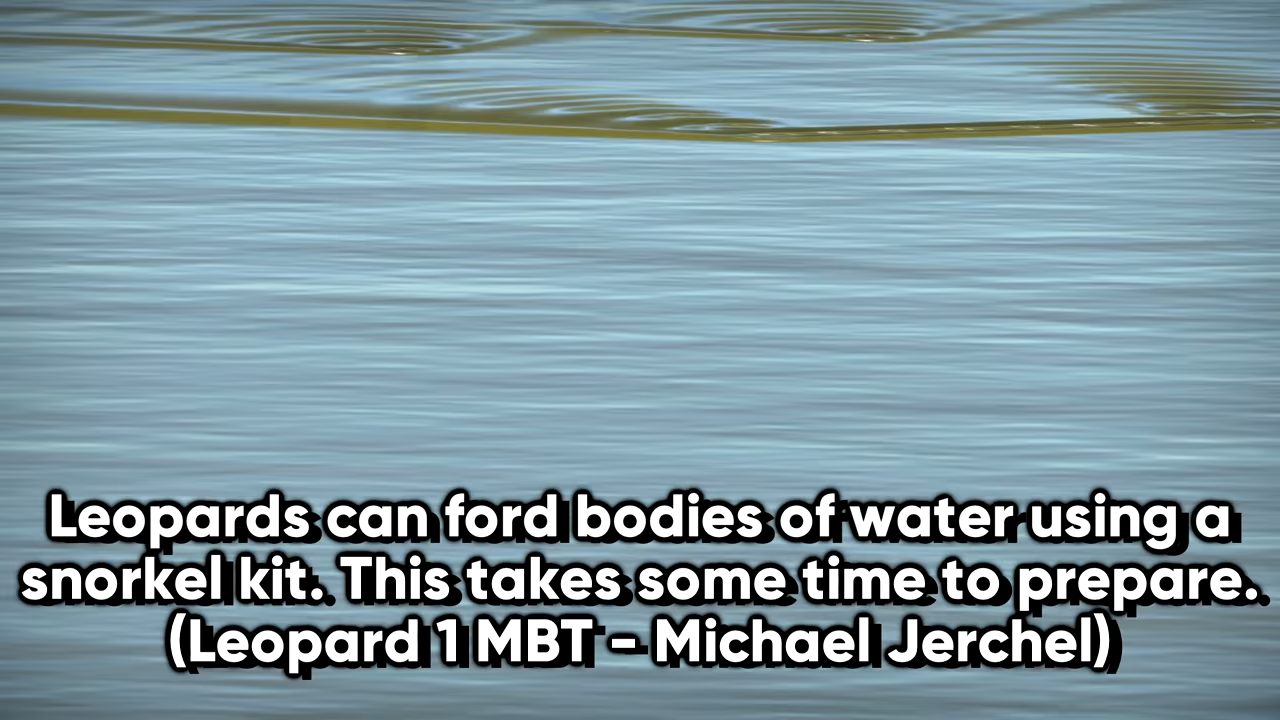 Leopards can ford bodies of water using a
snorkel kit. This takes some time to prepare.
(Leopard 1 MBT - Michael Jerchel)